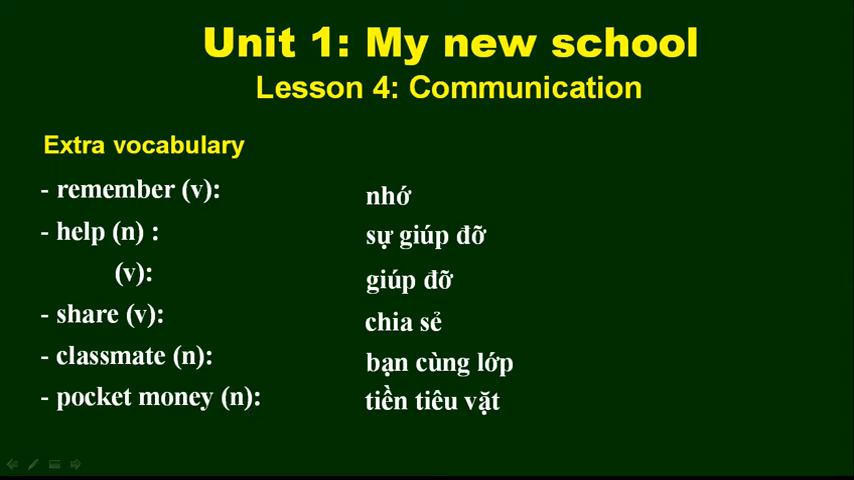 Unit 1: My new school
Lesson 4: Communication
Extra vocabulary
- remember (v): nhớ
- help (n) : sự giúp đỡ
(v): giúp đỡ
- share (v): chia sẻ
- classmate (n): bạn cùng lớp
- pocket money (n): tiền tiêu vặt